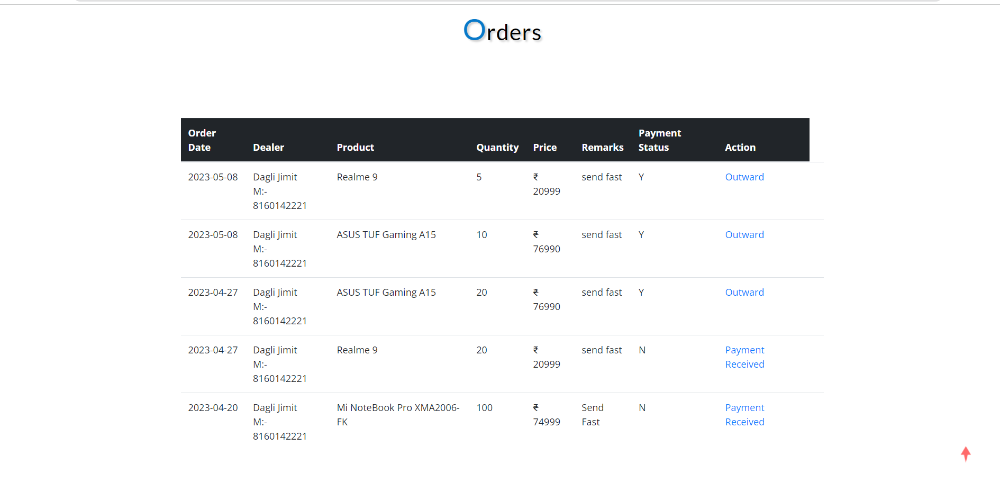 Orders
Order Date Dealer Product Quantity Price Remarks Payment Status Action
2023-05-08 Dagli Jimit M:- 8160142221 Realme 9 5 ₹ 20999 send fast Y Outward
2023-05-08 Dagli Jimit M:- 8160142221 ASUS TUF Gaming A15 10 ₹ 76990 send fast Y Outward
2023-04-27 Dagli Jimit M:- 8160142221 ASUS TUF Gaming A15 20 ₹ 76990 send fast Y Outward
2023-04-27 Dagli Jimit M:- 8160142221 Realme 9 20 ₹ 20999 send fast N Payment Received
2023-04-20 Dagli Jimit M:- 8160142221 Mi NoteBook Pro XMA2006-FK 100 ₹ 74999 Send Fast N Payment Received